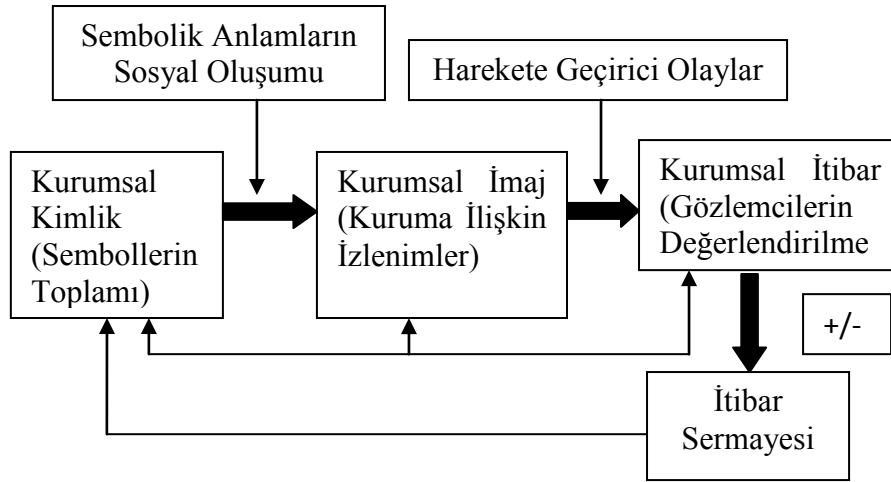 Sembolik Anlamların
Sosyal Oluşumu
Harekete Geçirici Olaylar
Kurumsal
Kimlik
(Sembollerin
Toplamı)
Kurumsal İmaj
(Kuruma İlişkin
İzlenimler)
Kurumsal İtibar
(Gözlemcilerin
Değerlendirilme
+/-
İtibar
Sermayesi